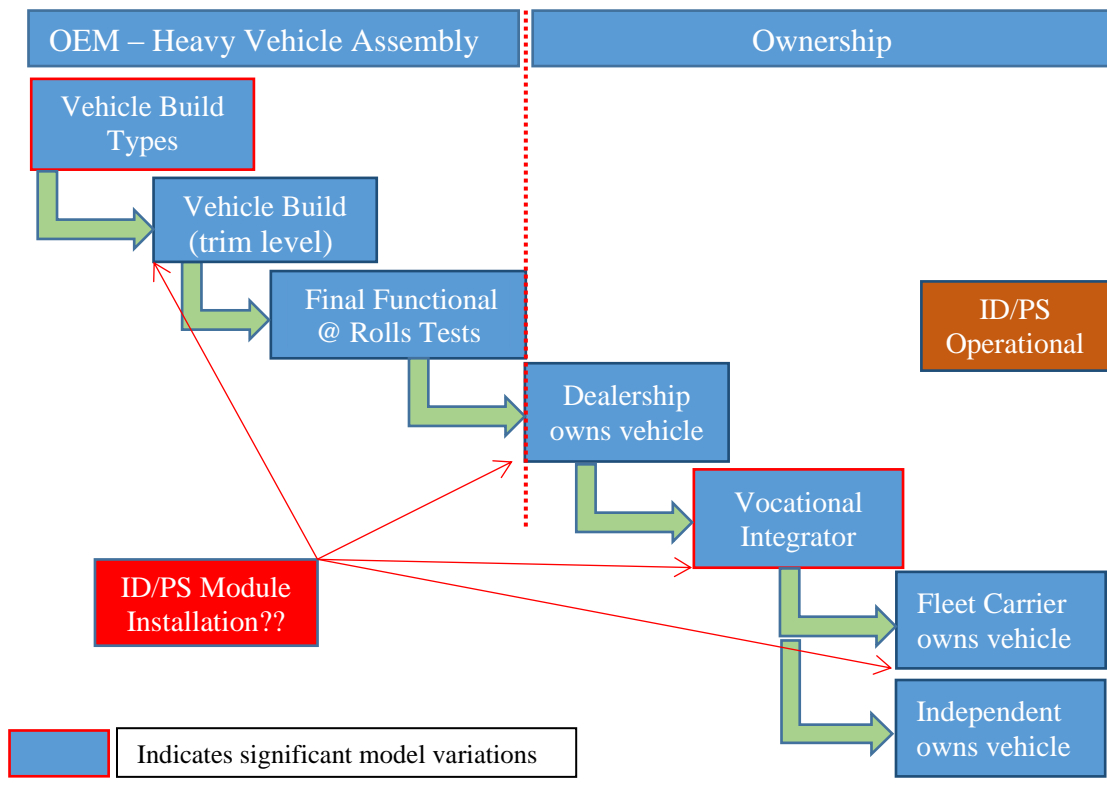 OEM – Heavy Vehicle Assembly
Ownership
Vehicle Build
Types
Vehicle Build
(trim level)
Final Functional
@ Rolls Tests
ID/PS
Operational
Dealership
owns vehicle
Vocational
Integrator
ID/PS Module
Installation??
Fleet Carrier
owns vehicle
Independent
owns vehicle
Indicates significant model variations